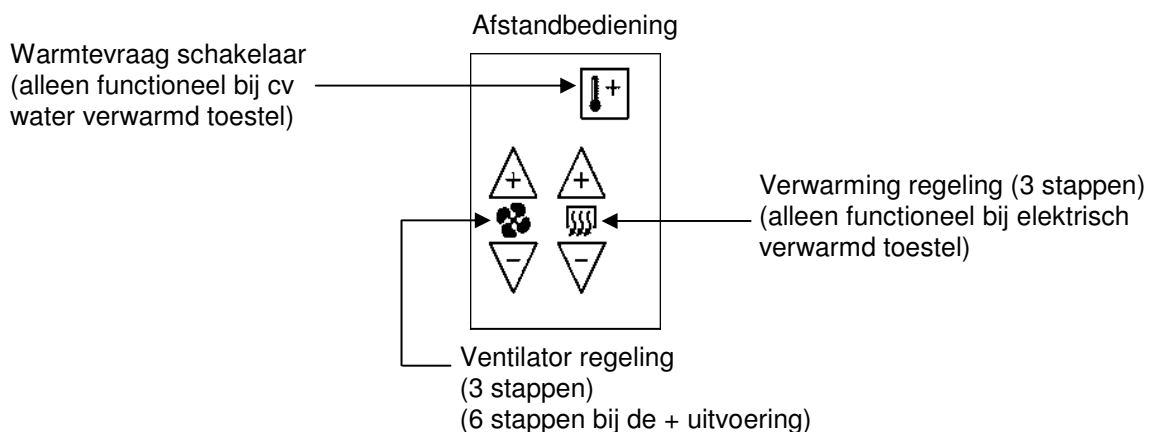 Afstandbediening
Warmtevraag schakelaar
(alleen functioneel bij cv
water verwarmd toestel)
+
+ +
Verwarming regeling (3 stappen)
(alleen functioneel bij elektrisch
verwarmd toestel)
− −
Ventilator regeling
(3 stappen)
(6 stappen bij de + uitvoering)